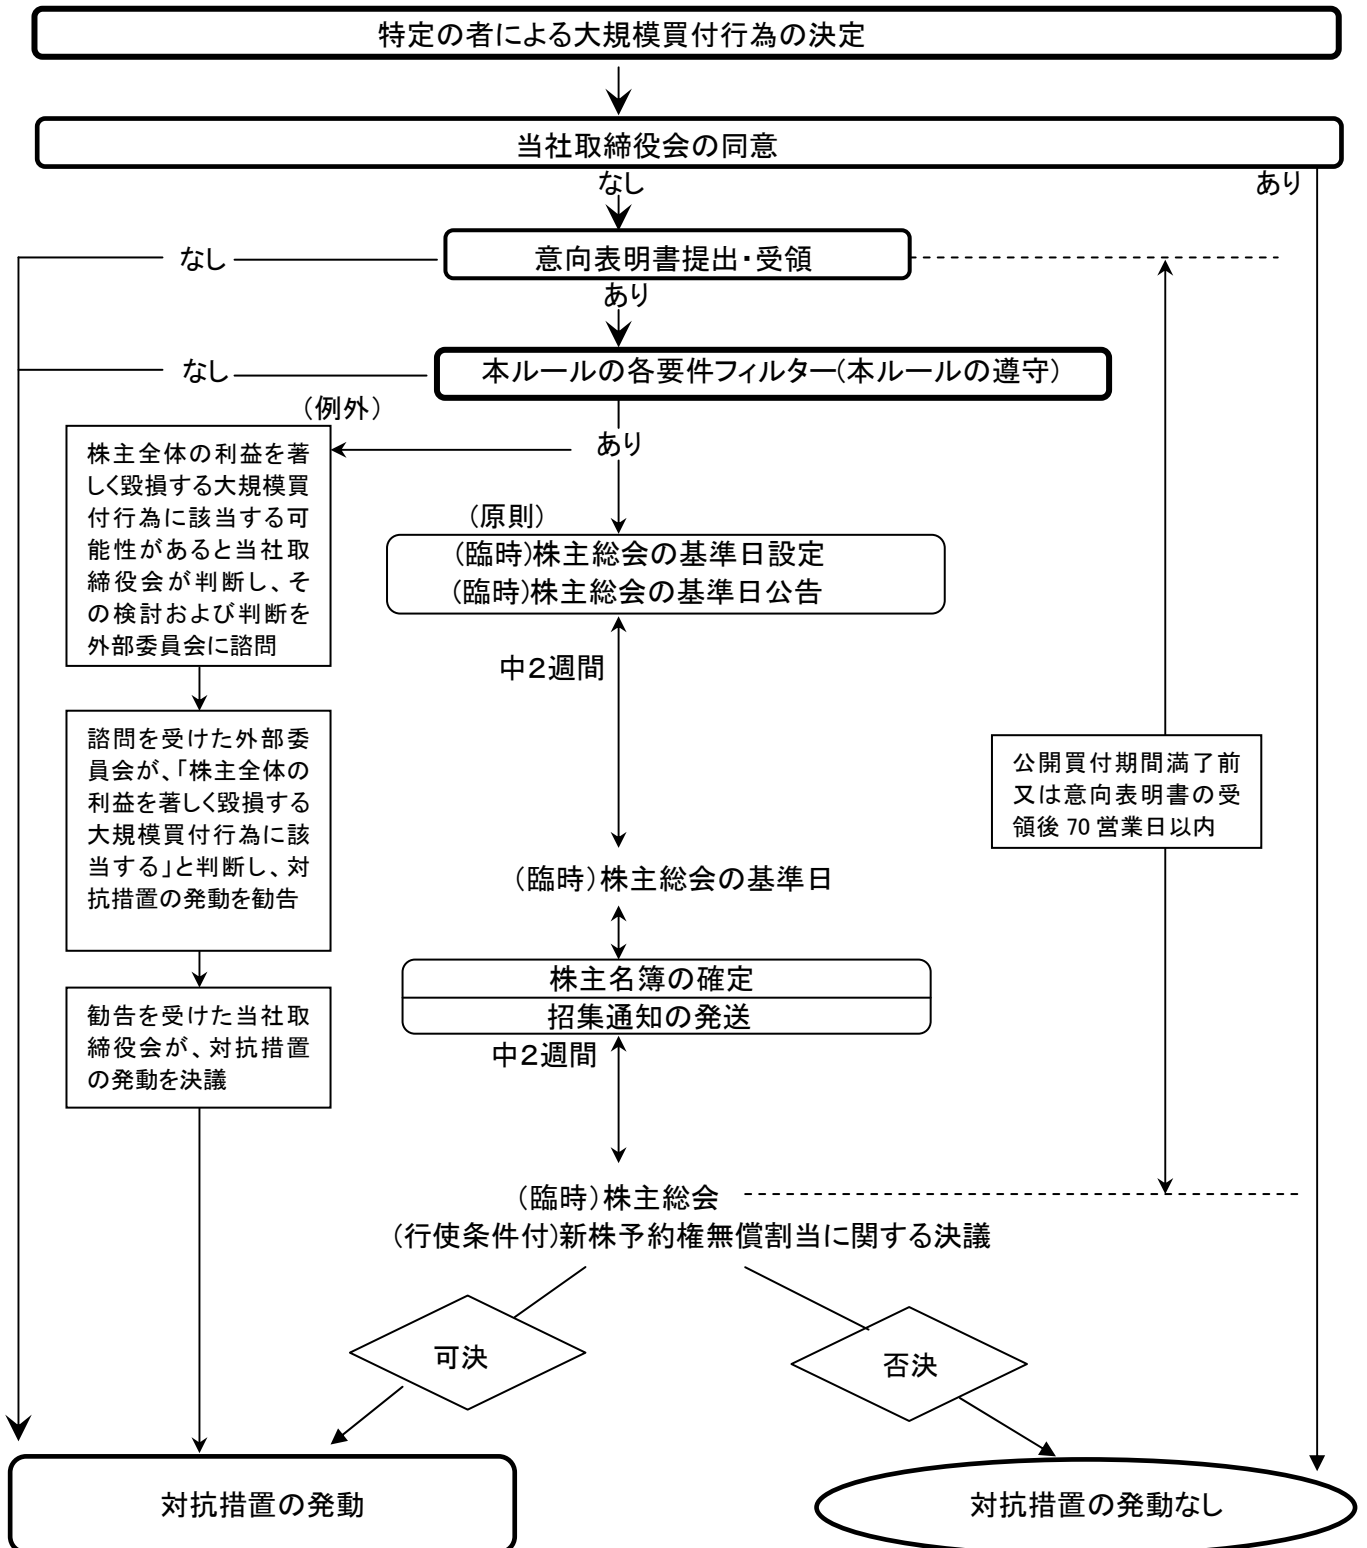 特定の者による大規模買付行為の決定
当社取締役会の同意
なし
あり
なし
意向表明書提出・受領
あり
なし
本ルールの各要件フィルター(本ルールの遵守)
(例外)
あり
株主全体の利益を著
しく毀損する大規模買
付行為に該当する可
能性があると当社取
締役会が判断し、そ
の検討および判断を
外部委員会に諮問
(原則)
(臨時)株主総会の基準日設定
(臨時)株主総会の基準日公告
中2週間
諮問を受けた外部委
員会が、「株主全体の
利益を著しく毀損する
大規模買付行為に該
当する」と判断し、対
抗措置の発動を勧告
公開買付期間満了前
又は意向表明書の受
領後 70 営業日以内
(臨時)株主総会の基準日
株主名簿の確定
招集通知の発送
勧告を受けた当社取
締役会が、対抗措置
の発動を決議
中2週間
(臨時)株主総会
(行使条件付)新株予約権無償割当に関する決議
可決
否決
対抗措置の発動
対抗措置の発動なし